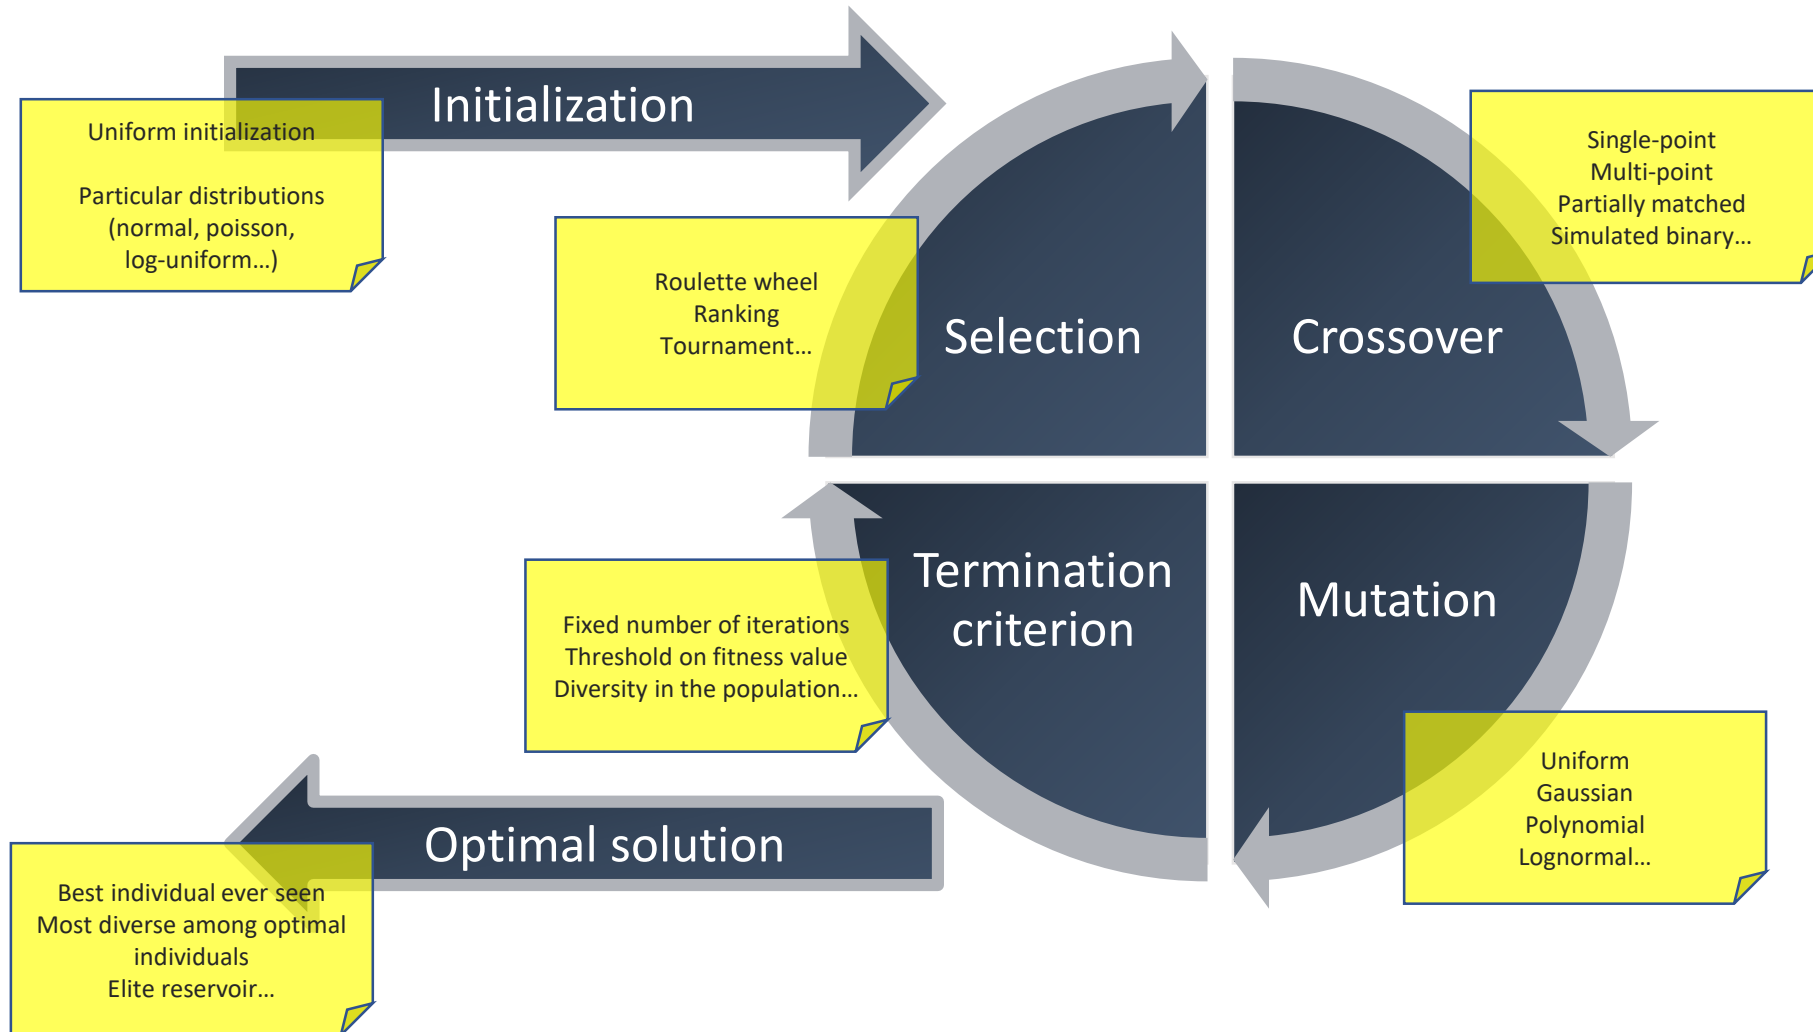 Initialization
Uniform initialization
Particular distributions
(normal, poisson,
log-uniform…)
Roulette wheel
Ranking
Tournament…
Selection
Crossover
Single-point
Multi-point
Partially matched
Simulated binary…
Termination
criterion
Fixed number of iterations
Threshold on fitness value
Diversity in the population…
Mutation
Uniform
Gaussian
Polynomial
Lognormal…
Optimal solution
Best individual ever seen
Most diverse among optimal
individuals
Elite reservoir…